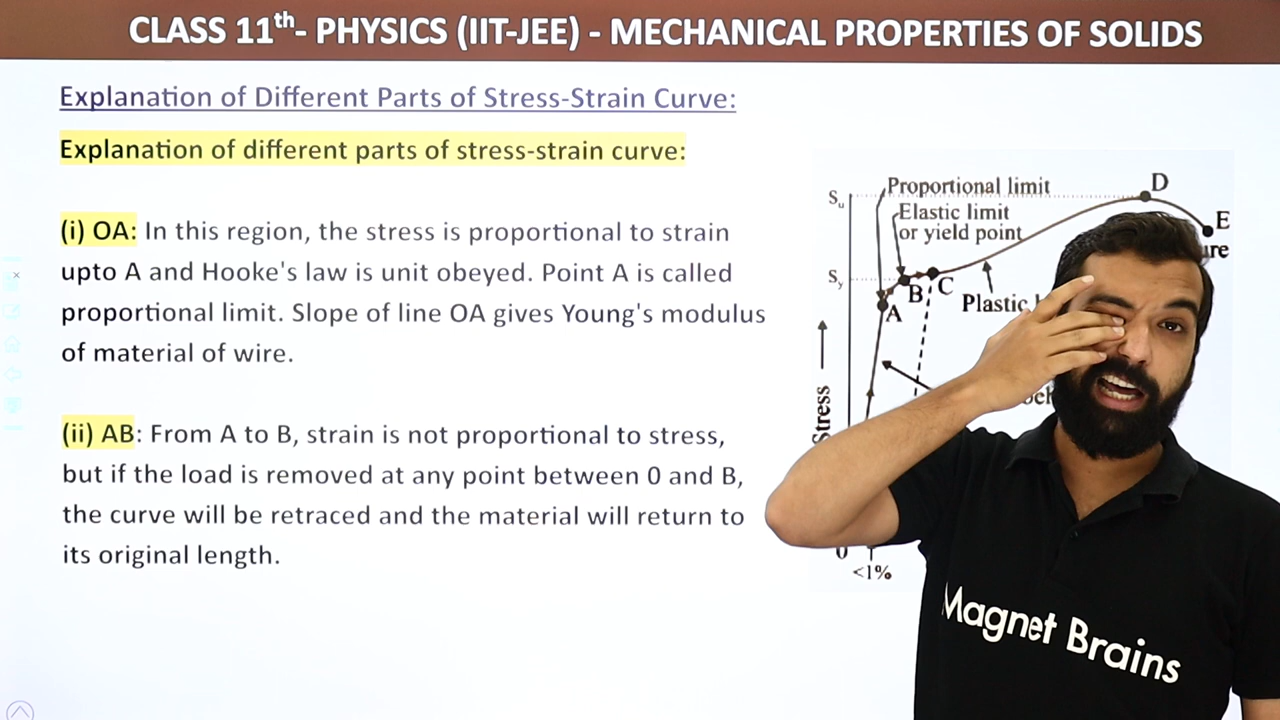 CLASS 11th- PHYSICS (IIT-JEE) - MECHANICAL PROPERTIES OF SOLIDS
Explanation of Different Parts of Stress-Strain Curve:
Explanation of different parts of stress-strain curve:
(i) OA: In this region, the stress is proportional to strain
upto A and Hooke's law is unit obeyed. Point A is called
proportional limit. Slope of line OA gives Young's modulus
of material of wire.
(ii) AB: From A to B, strain is not proportional to stress,
but if the load is removed at any point between 0 and B,
the curve will be retraced and the material will return to
its original length.
Proportional limit
D
Su
Elastic limit
or yield point
E
Sy
B
C
A
Plastic
Stress
0
<1%
Magnet Brains